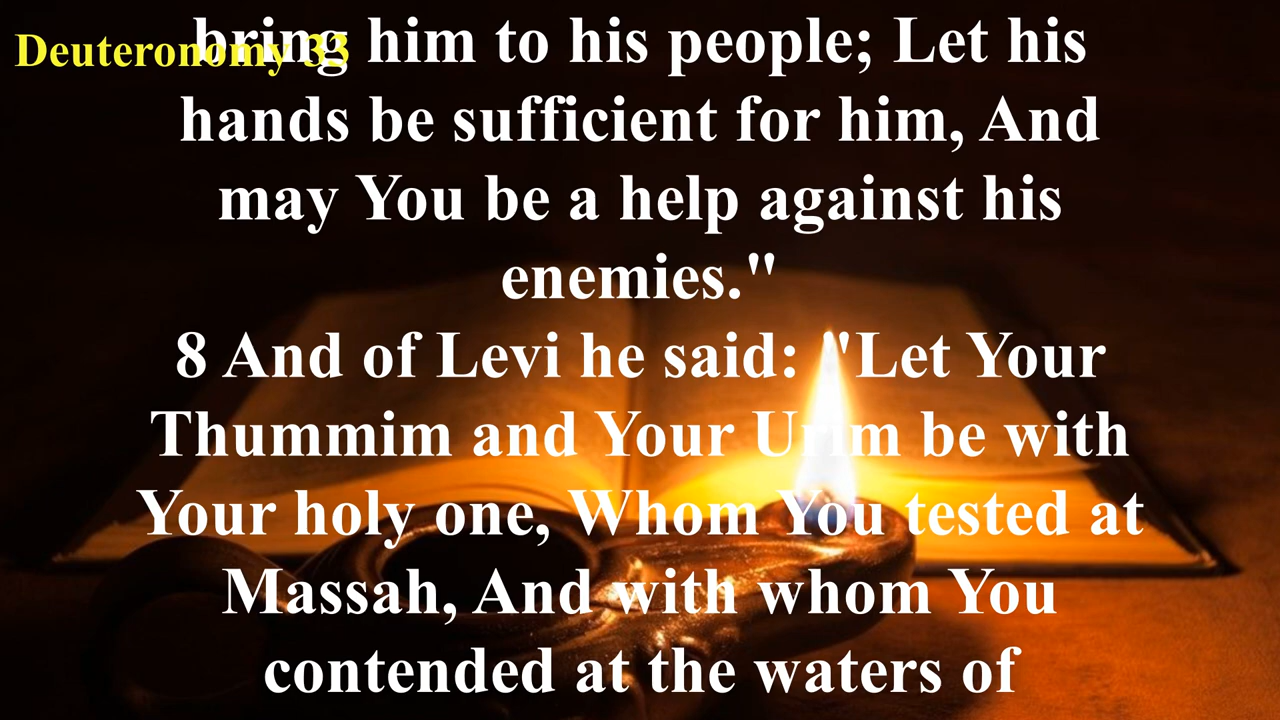 Deuteronomy 33
bring him to his people; Let his
hands be sufficient for him, And
may You be a help against his
enemies."
8 And of Levi he said: "Let Your
Thummim and Your Urim be with
Your holy one, Whom You tested at
Massah, And with whom You
contended at the waters of